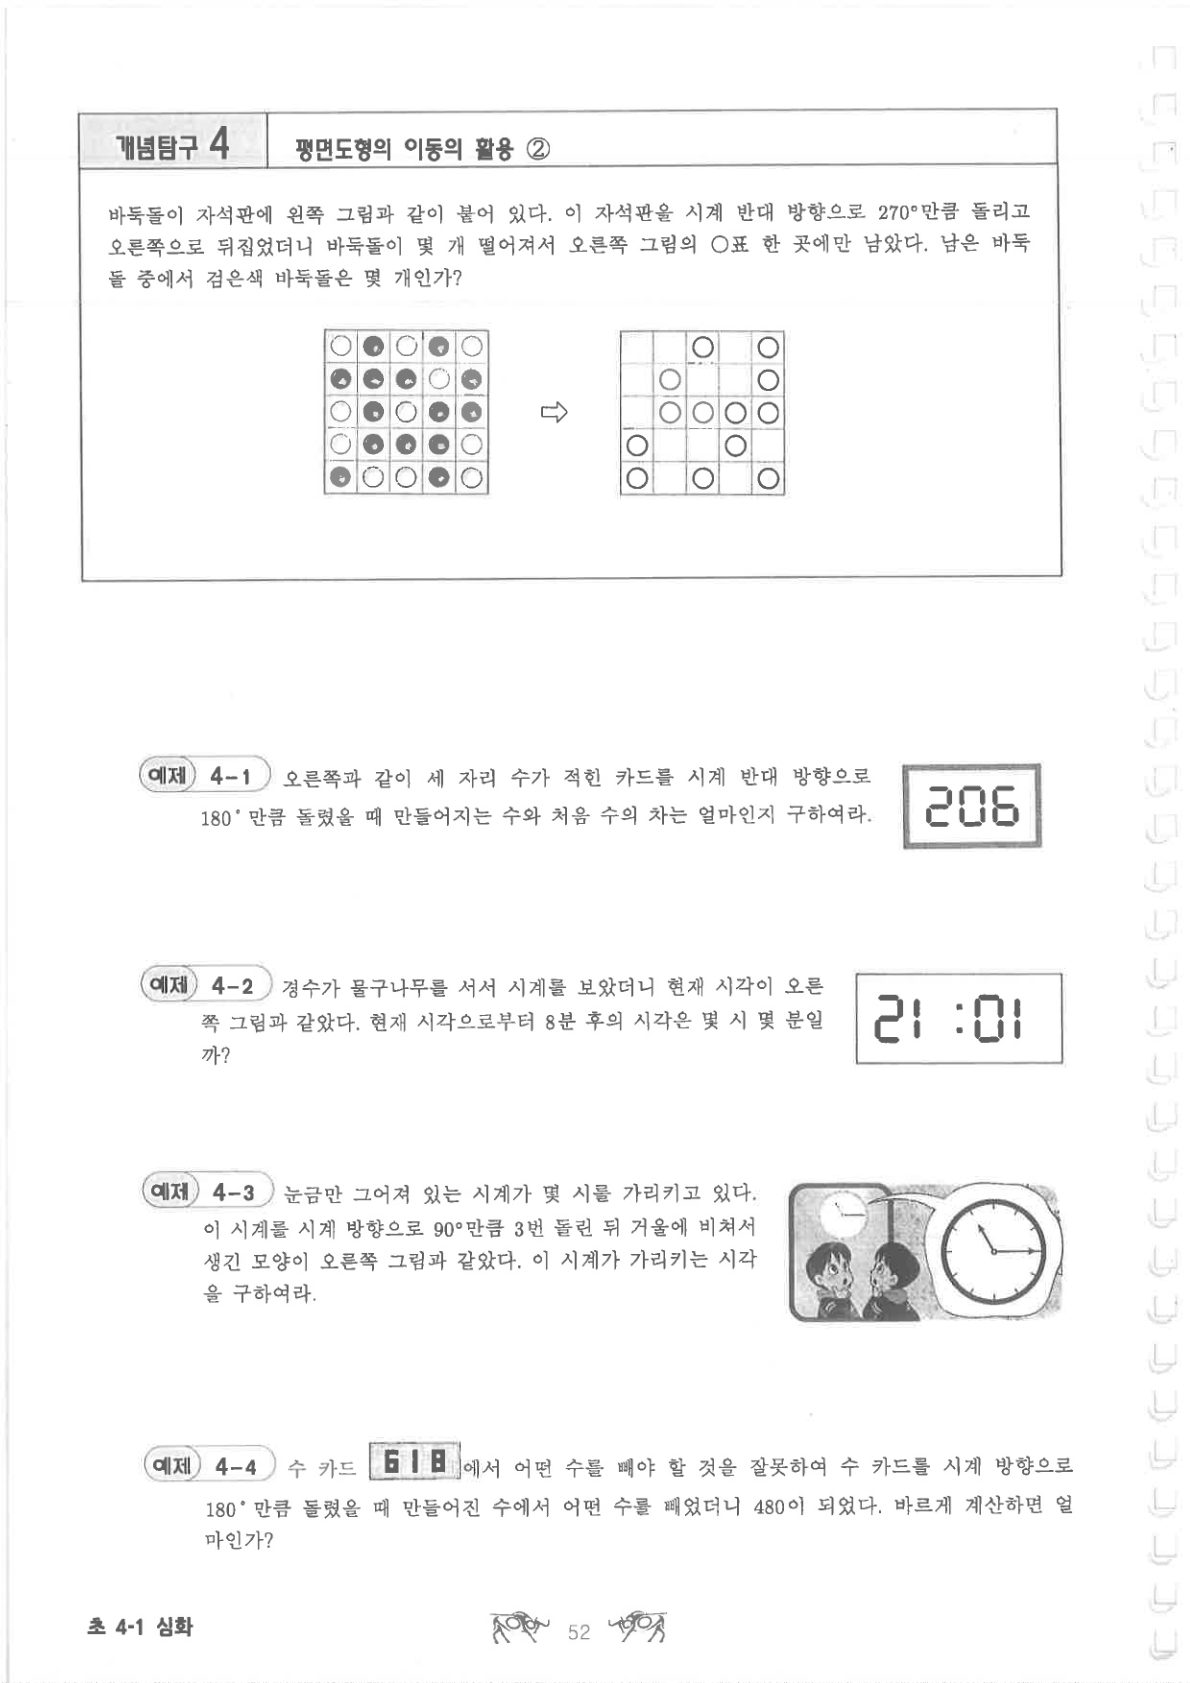 개념탐구 4 평면도형의 이동의 활용 ②
바둑돌이 자석판에 왼쪽 그림과 같이 붙어 있다. 이 자석판을 시계 반대 방향으로 270°만큼 돌리고
오른쪽으로 뒤집었더니 바둑돌이 몇 개 떨어져서 오른쪽 그림의 ○표 한 곳에만 남았다. 남은 바둑
돌 중에서 검은색 바둑돌은 몇 개인가?
예제 4-1 오른쪽과 같이 세 자리 수가 적힌 카드를 시계 반대 방향으로
180°만큼 돌렸을 때 만들어지는 수와 처음 수의 차는 얼마인지 구하여라.
206
예제 4-2 경수가 물구나무를 서서 시계를 보았더니 현재 시각이 오른
쪽 그림과 같았다. 현재 시각으로부터 8분 후의 시각은 몇 시 몇 분일
까?
21 :01
예제 4-3 눈금만 그어져 있는 시계가 몇 시를 가리키고 있다.
이 시계를 시계 방향으로 90°만큼 3번 돌린 뒤 거울에 비쳐서
생긴 모양이 오른쪽 그림과 같았다. 이 시계가 가리키는 시각
을 구하여라.
예제 4-4 수 카드 618에서 어떤 수를 빼야 할 것을 잘못하여 수 카드를 시계 방향으로
180°만큼 돌렸을 때 만들어진 수에서 어떤 수를 빼었더니 480이 되었다. 바르게 계산하면 얼
마인가?
초 4-1 심화
52